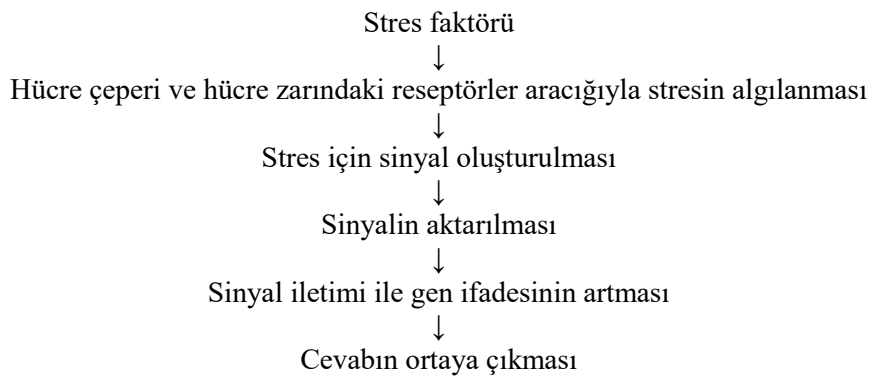 Stres faktörü
↓
Hücre çeperi ve hücre zarındaki reseptörler aracığıyla stresin algılanması
↓
Stres için sinyal oluşturulması
↓
Sinyalin aktarılması
↓
Sinyal iletimi ile gen ifadesinin artması
↓
Cevabın ortaya çıkması